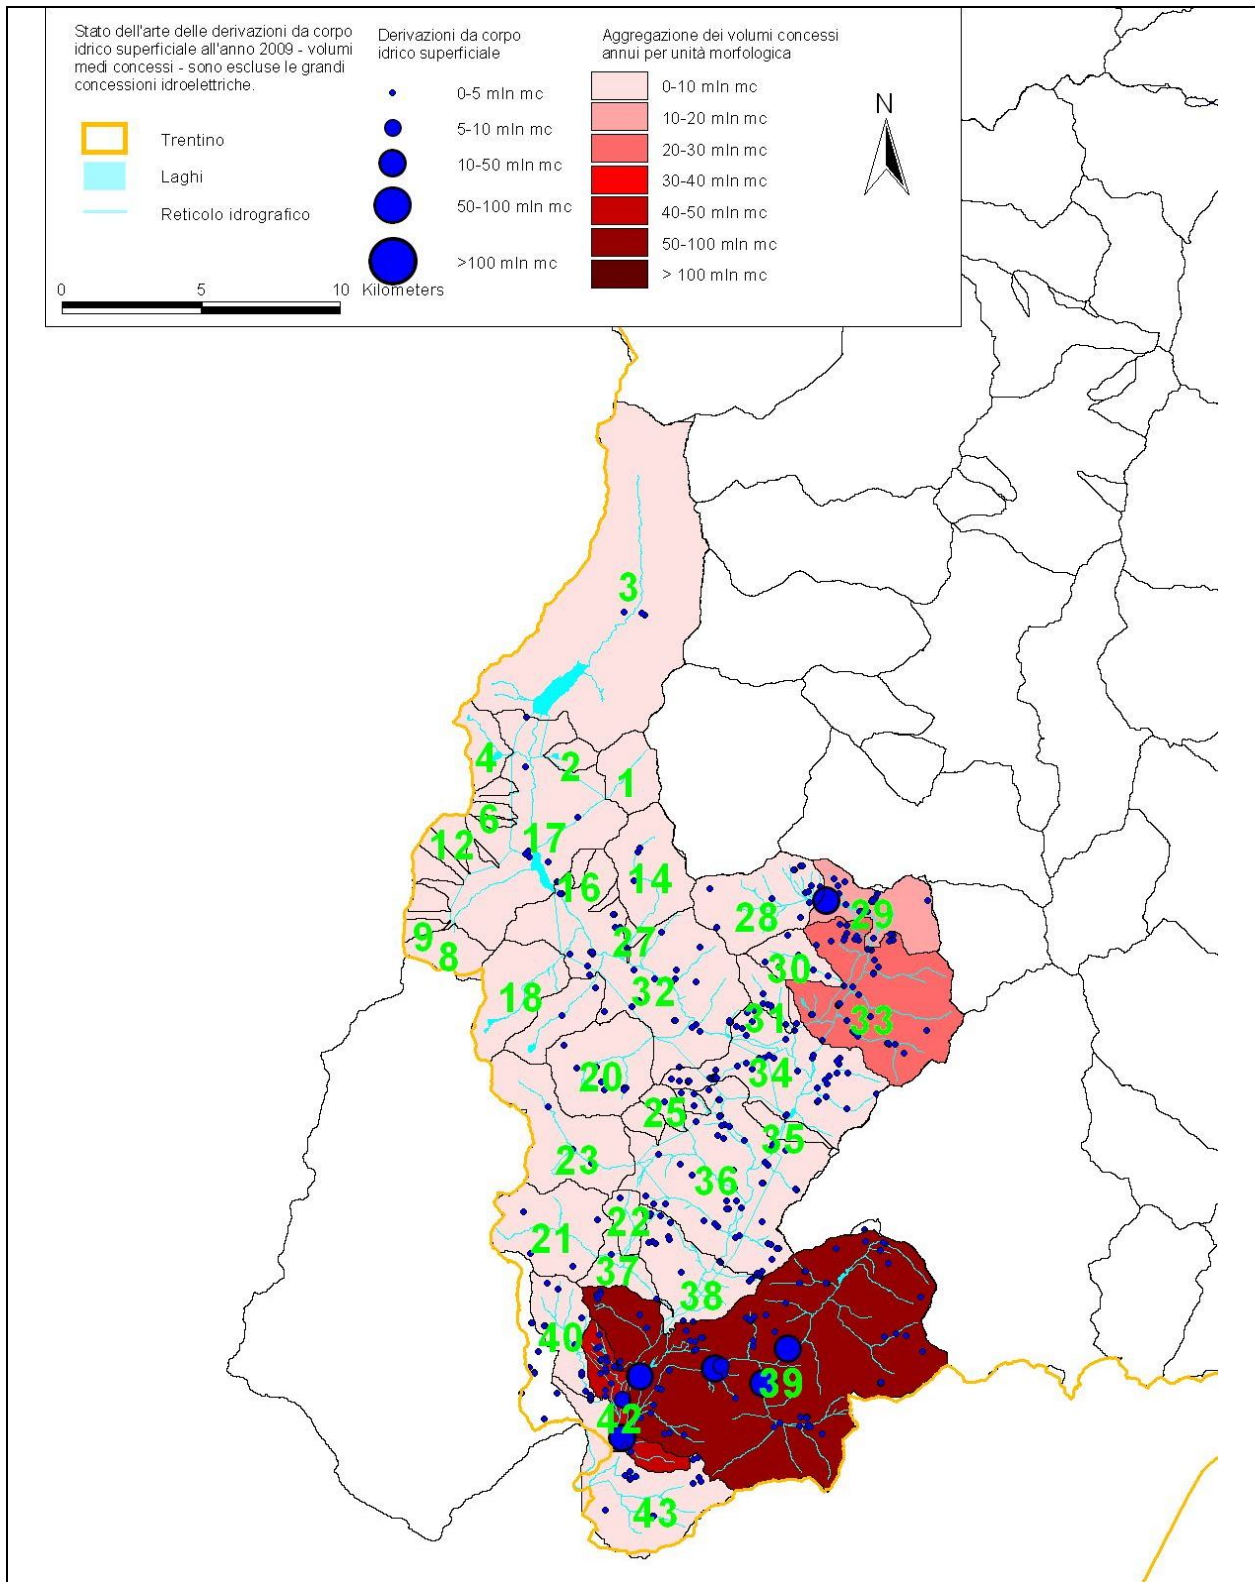 Stato dell'arte delle derivazioni da corpo
idrico superficiale all'anno 2009 - volumi
medi concessi - sono escluse le grandi
concessioni idroelettriche.
Trentino
Laghi
Reticolo idrografico
0 5 10 Kilometers
Derivazioni da corpo
idrico superficiale
0-5 mln mc
5-10 mln mc
10-50 mln mc
50-100 mln mc
>100 mln mc
Aggregazione dei volumi concessi
annui per unità morfologica
0-10 mln mc
10-20 mln mc
20-30 mln mc
30-40 mln mc
40-50 mln mc
50-100 mln mc
> 100 mln mc
N
3
4
2
1
6
12
17
16
14
28
29
27
9
8
30
18
32
31
33
20
34
25
35
23
36
22
21
37
38
40
39
42
43